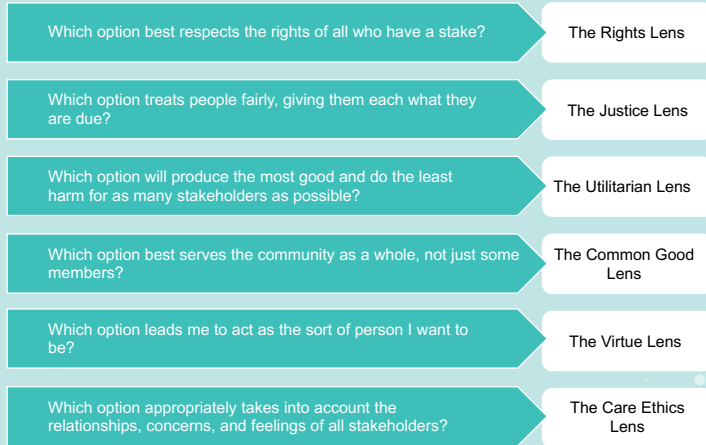 Which option best respects the rights of all who have a stake?
The Rights Lens
Which option treats people fairly, giving them each what they
are due?
The Justice Lens
Which option will produce the most good and do the least
harm for as many stakeholders as possible?
The Utilitarian Lens
Which option best serves the community as a whole, not just some
members?
The Common Good
Lens
Which option leads me to act as the sort of person I want to
be?
The Virtue Lens
Which option appropriately takes into account the
relationships, concerns, and feelings of all stakeholders?
The Care Ethics
Lens